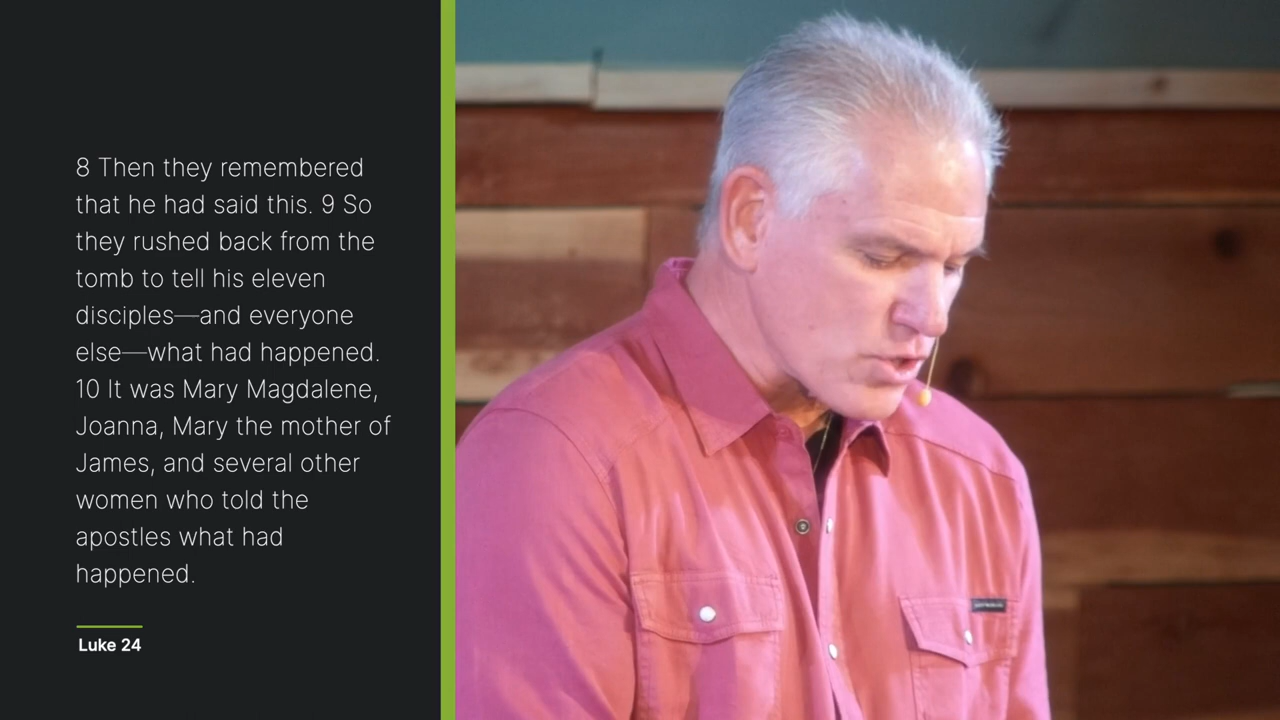 8 Then they remembered
that he had said this. 9 So
they rushed back from the
tomb to tell his eleven
disciples—and everyone
else—what had happened.
10 It was Mary Magdalene,
Joanna, Mary the mother of
James, and several other
women who told the
apostles what had
happened.
Luke 24